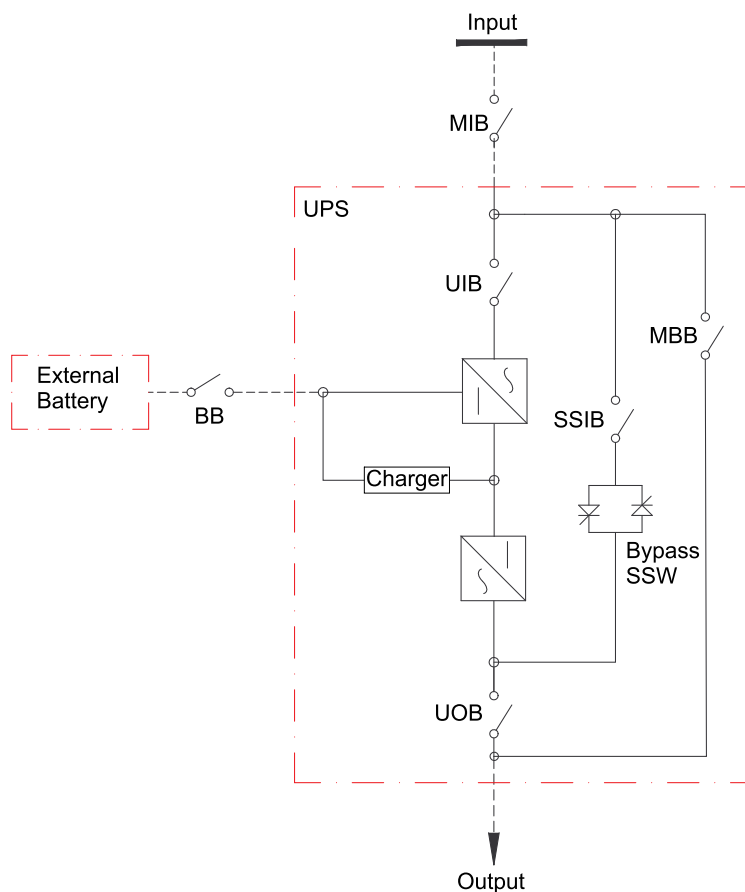 Input
MIB
UPS
UIB
MBB
External
Battery
BB
SSIB
Charger
Bypass
SSW
UOB
Output